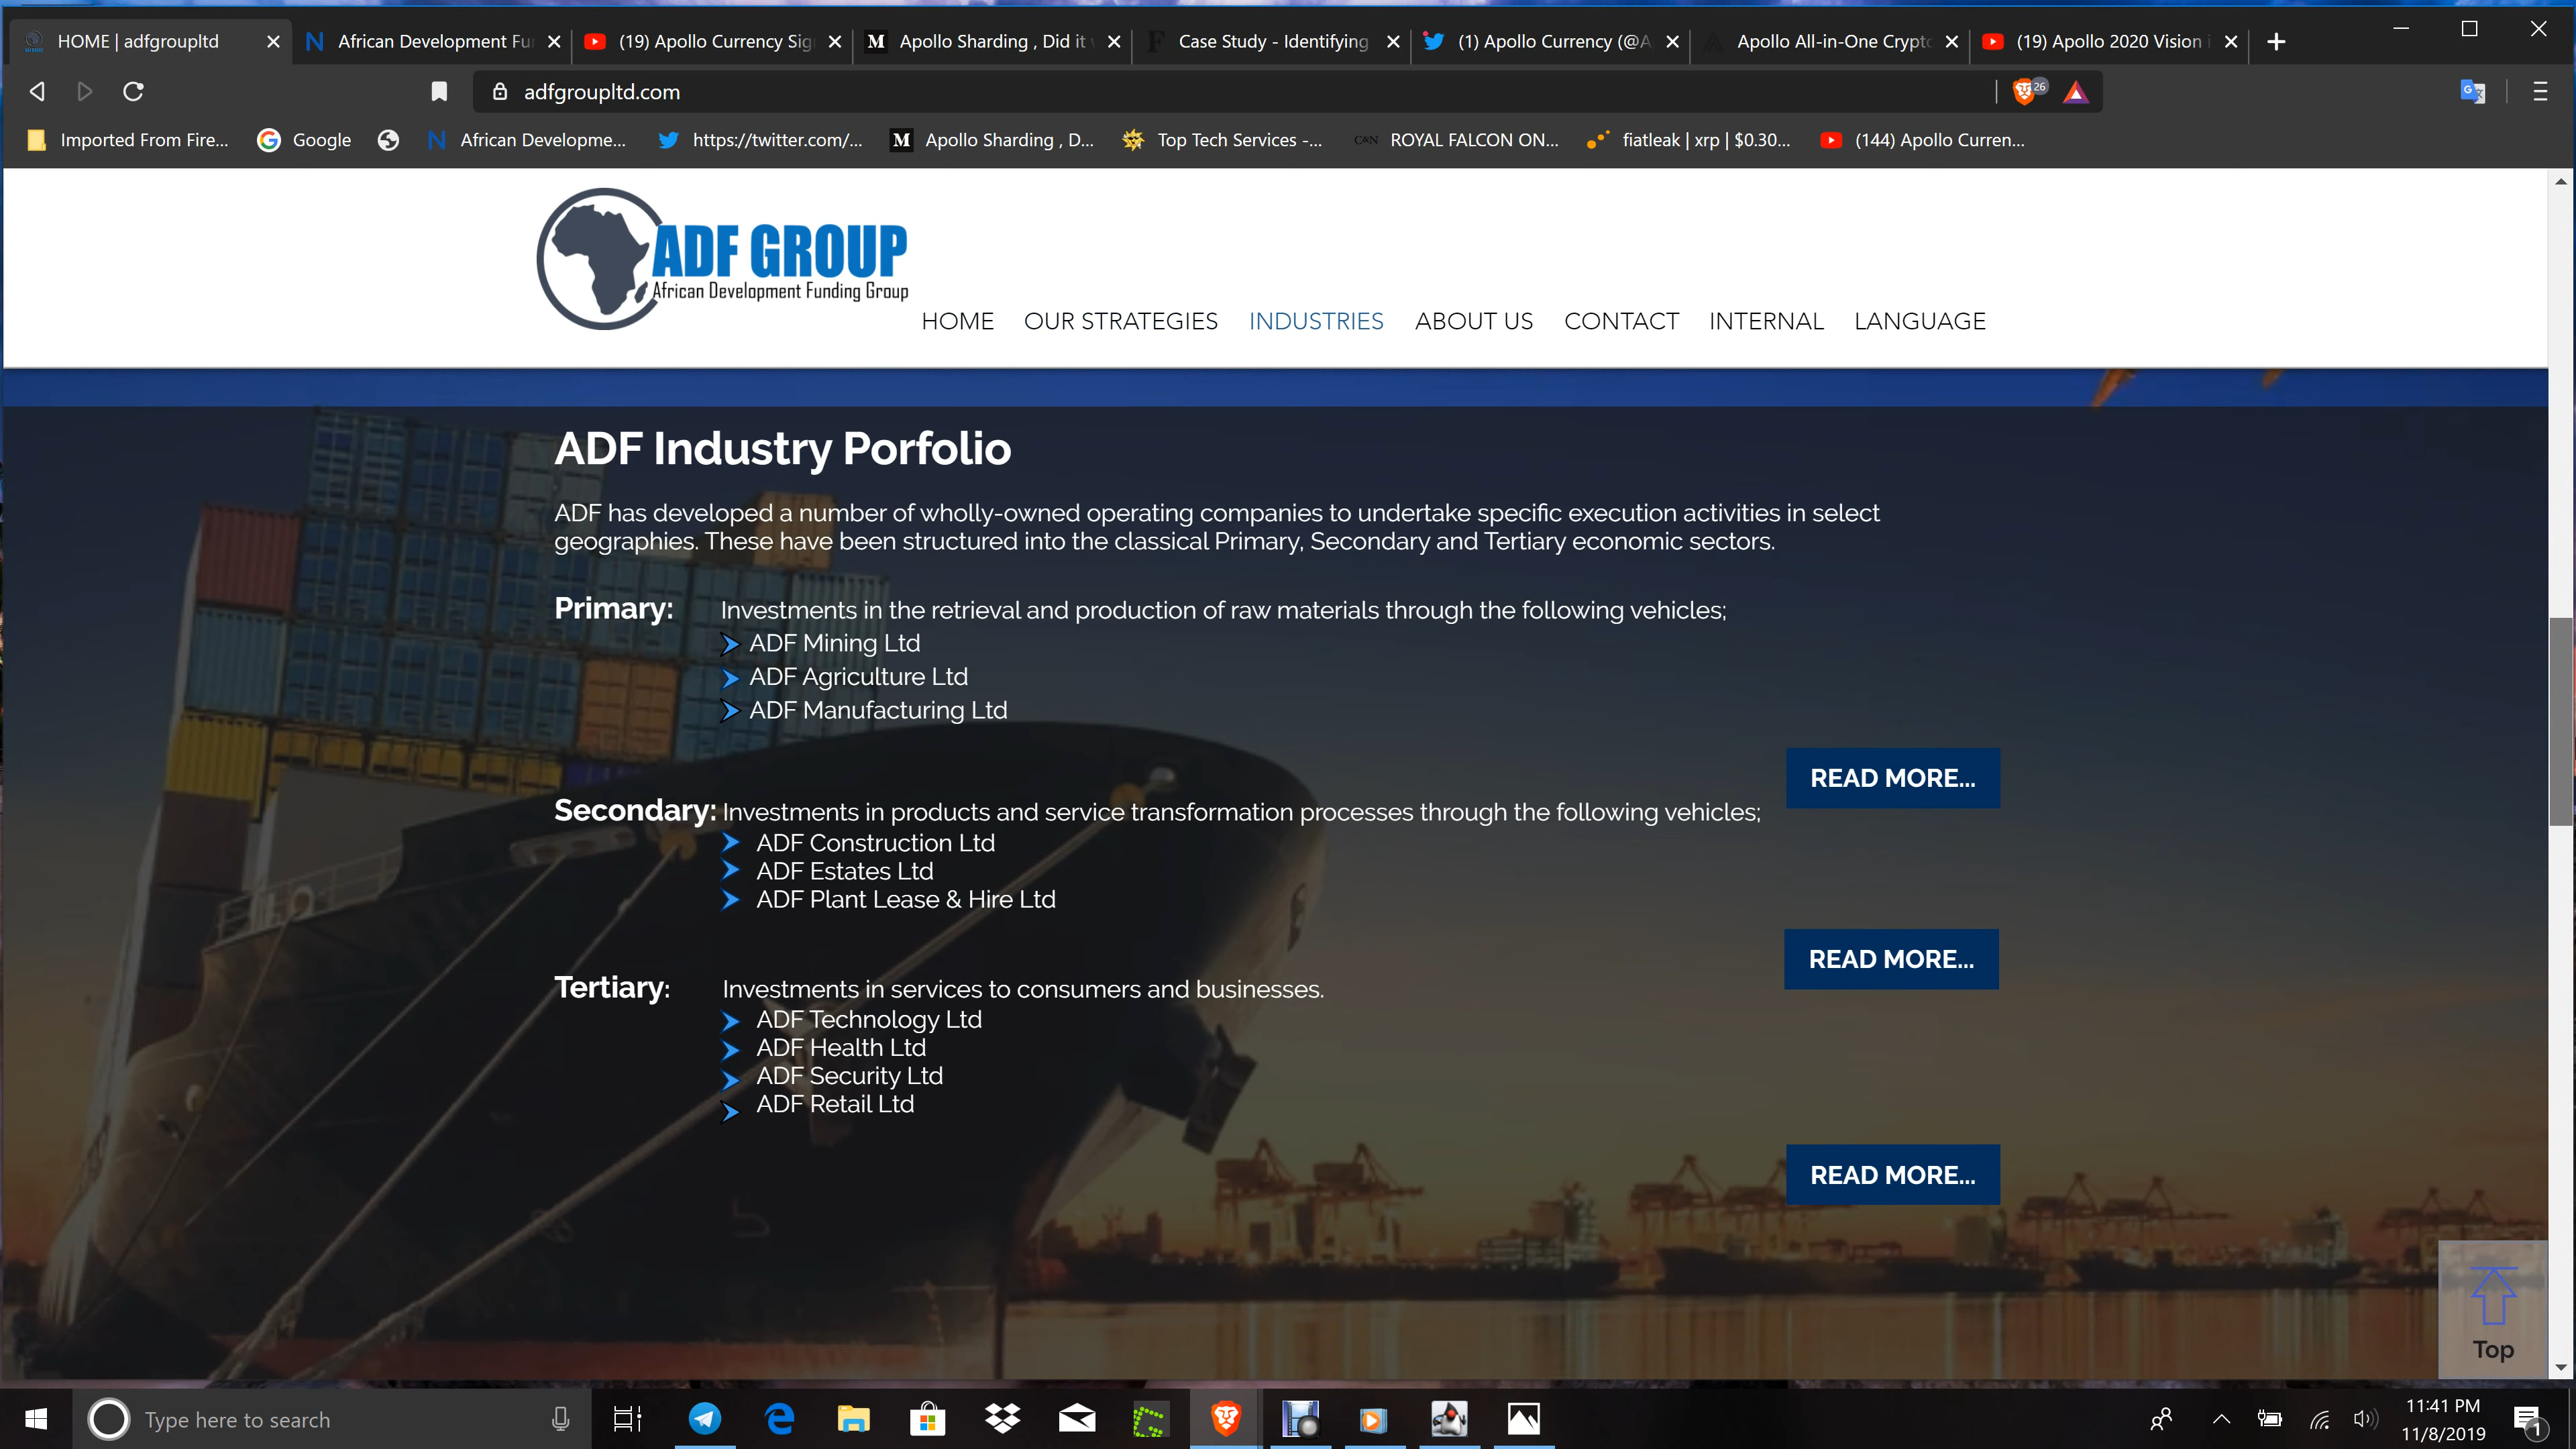 HOME | adfgroupltd
African Development Fu
(19) Apollo Currency Sig
Apollo Sharding , Did it
Case Study - Identifying
(1) Apollo Currency (@A
Apollo All-in-One Crypto
(19) Apollo 2020 Vision i
adfgroupltd.com
26
Imported From Fire...
Google
African Developme...
https://twitter.com/...
Apollo Sharding , D...
Top Tech Services -...
C&N
ROYAL FALCON ON...
fiatleak | xrp | $0.30...
(144) Apollo Curren...
ADF GROUP
African Development Funding Group
HOME OUR STRATEGIES INDUSTRIES ABOUT US CONTACT INTERNAL LANGUAGE
ADF Industry Porfolio
ADF has developed a number of wholly-owned operating companies to undertake specific execution activities in select
geographies. These have been structured into the classical Primary, Secondary and Tertiary economic sectors.
Primary: Investments in the retrieval and production of raw materials through the following vehicles;
ADF Mining Ltd
ADF Agriculture Ltd
ADF Manufacturing Ltd
READ MORE...
Secondary: Investments in products and service transformation processes through the following vehicles;
ADF Construction Ltd
ADF Estates Ltd
ADF Plant Lease & Hire Ltd
READ MORE...
Tertiary: Investments in services to consumers and businesses.
ADF Technology Ltd
ADF Health Ltd
ADF Security Ltd
ADF Retail Ltd
READ MORE...
Top
Type here to search
11:41 PM
11/8/2019
1